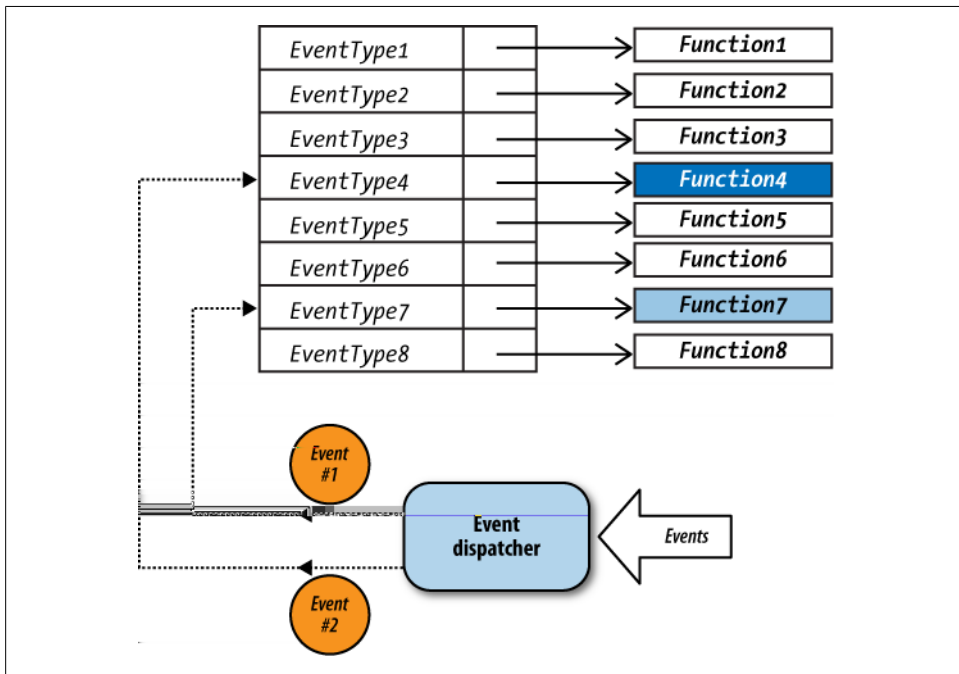 EventType1
Function1
EventType2
Function2
EventType3
Function3
EventType4
Function4
EventType5
Function5
EventType6
Function6
EventType7
Function7
EventType8
Function8
Event
#1
Event
dispatcher
Events
Event
#2